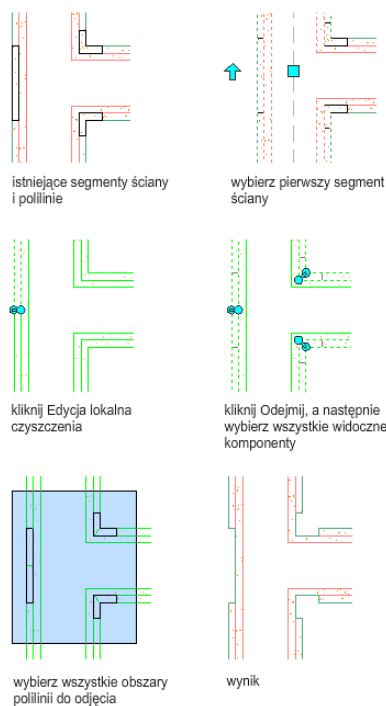 istniejące segmenty ściany
i polilinie
wybierz pierwszy segment
ściany
kliknij Edycja lokalna
czyszczenia
kliknij Odejmij, a następnie
wybierz wszystkie widoczne
komponenty
wybierz wszystkie obszary
polilinii do odjęcia
wynik